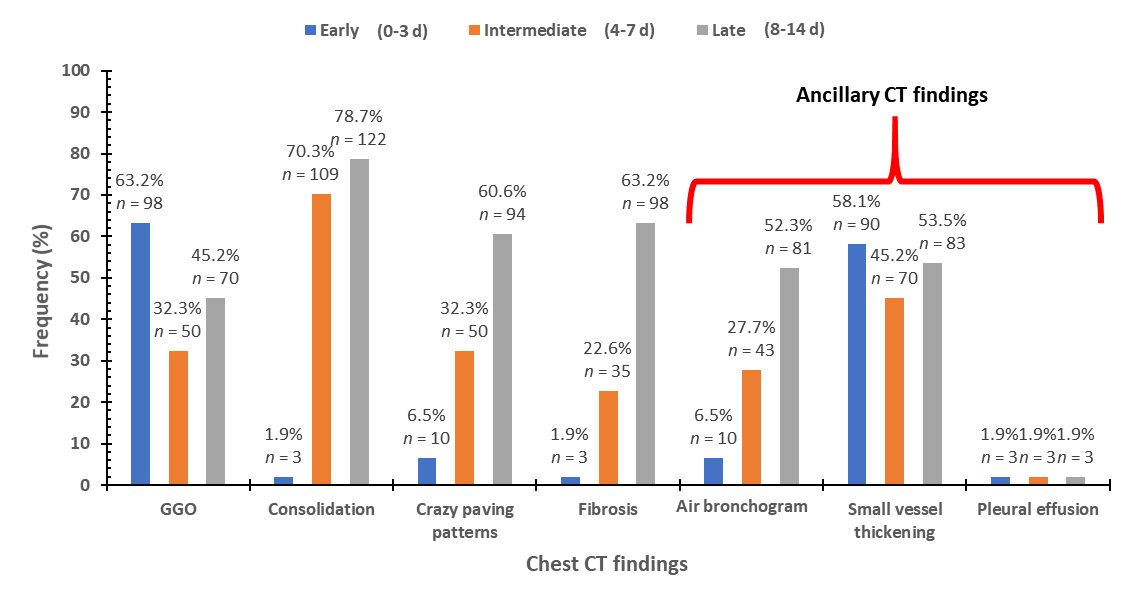 Early (0-3 d) Intermediate (4-7 d) Late (8-14 d)
Frequency (%)
100
90
80
70
60
50
40
30
20
10
0
Ancillary CT findings
63.2%
n = 98
32.3%
n = 50
45.2%
n = 70
1.9%
n = 3
70.3%
n = 109
78.7%
n = 122
6.5%
n = 10
32.3%
n = 50
60.6%
n = 94
1.9%
n = 3
22.6%
n = 35
63.2%
n = 98
6.5%
n = 10
27.7%
n = 43
52.3%
n = 81
58.1%
n = 90
45.2%
n = 70
53.5%
n = 83
1.9%
n = 3
1.9%
n = 3
1.9%
n = 3
GGO
Consolidation
Crazy paving
patterns
Fibrosis
Air bronchogram
Small vessel
thickening
Pleural effusion
Chest CT findings